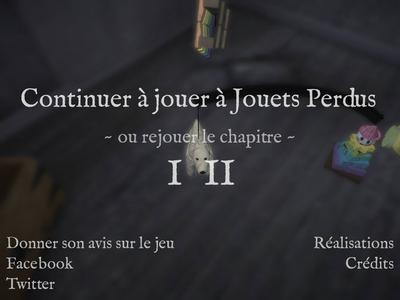 Continuer à jouer à Jouets Perdus
~ ou rejouer le chapitre ~
I II
Donner son avis sur le jeu
Facebook
Twitter
Réalisations
Crédits